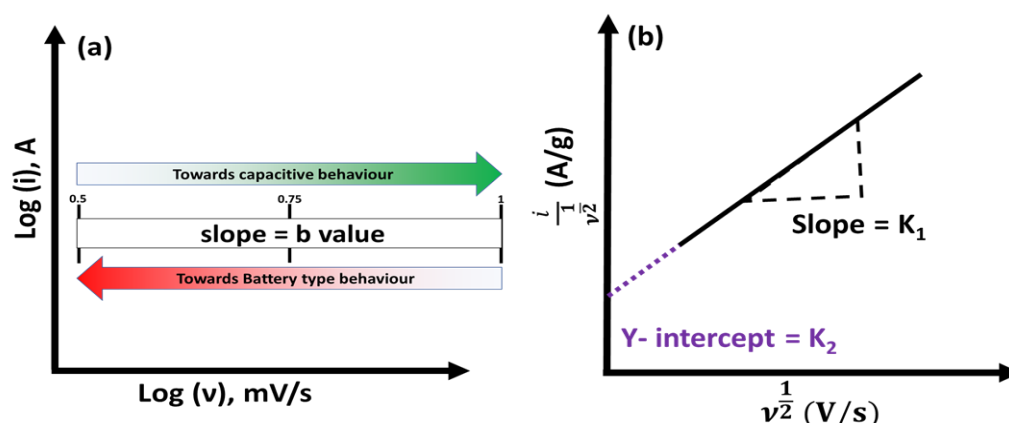 (a)
Log (i), A
Towards capacitive behaviour
0.5 0.75 1
slope = b value
Towards Battery type behaviour
Log (ν), mV/s
(b)
i/ν^(1/2) (A/g)
Slope = K₁
Y- intercept = K₂
ν^(1/2) (V/s)